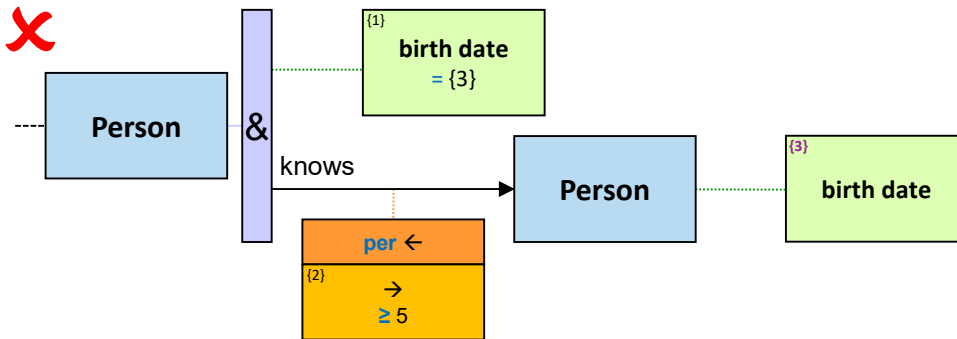 Person
&
{1}
birth date
= {3}
knows
Person
{3}
birth date
per ←
{2}
→
≥ 5